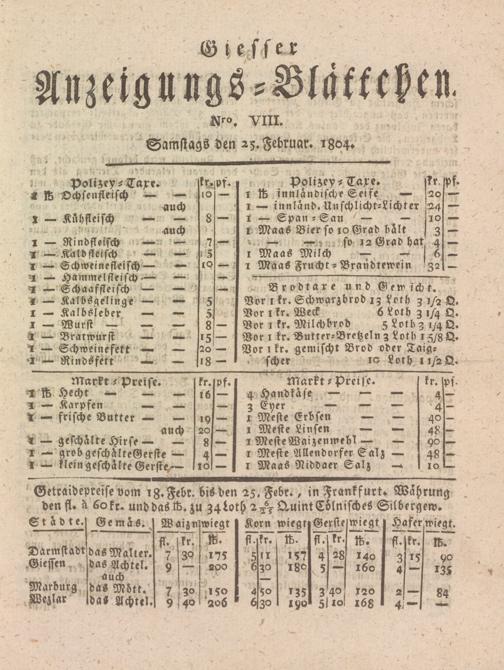 Giesser
Anzeigungs-Blättchen.
Nro. VIII.
Samstags den 25. Februar. 1804.
Polizey-Taxe. kr. pf.
1 ℔ Ochsenfleisch — — 10 —
auch
1 — Kühfleisch — — 8 —
auch
1 — Rindfleisch — — 7 —
1 — Kalbfleisch — — 5
1 — Schweinefleisch — — 10 —
1 — Hammelfleisch — —
1 — Schaaffleisch — —
1 — Kalbsgelinge — — 5
1 — Kalbsleber — — 5
1 — Wurst — — 8 —
1 — Bratwurst — — 15 —
1 — Schweinefett — — 20 —
1 — Rindsfett — — 18 —
Polizey-Taxe. kr. pf.
1 ℔ innländische Seife — 20 —
1 — innländ. Unschlicht-Lichter 24 —
1 — Span-San — — 10 —
1 Maas Bier so 10 Grad hält 3 —
— — so 12 Grad hat 4 —
1 Maas Milch — — 6 —
1 Maas Frucht-Brandtewein 32 —
Brodtaxe und Gewicht.
Vor 1 kr. Schwarzbrod 13 Loth 3 1/2 Q.
Vor 1 kr. Weck 6 Loth 3 1/4 Q.
Vor 1 kr. Milchbrod 5 Loth 3 1/4 Q.
Vor 1 kr. Butter-Bretzeln 3 Loth 1 5/8 Q.
Vor 1 kr. gemischt Brod oder Taig-
scher 10 Loth 1 1/2 Q.
Markt-Preise. kr. pf.
1 ℔ Hecht — — 16 —
1 — Karpfen — —
1 — frische Butter — — 19
auch 20 —
1 — geschälte Hirse — — 8 —
1 — grob geschälte Gerste — 4 —
1 — klein geschälte Gerste — 10 —
Markt-Preise. kr. pf.
4 Handkäse — — 4 —
3 Eyer — — 4 —
1 Meste Erbsen — — 40 —
1 Meste Linsen — — 48 —
1 Meste Waizenmehl — — 90 —
1 Meste Allendorfer Salz — 48 —
1 Maas Niddaer Salz — 10 —
Getraidepreise vom 18. Febr. bis den 25. Febr., in Frankfurt. Währung
den fl. à 60 kr. und das ℔. zu 34 Loth 2 Quint Cölnisches Silbergew.
Städte. Gemäs. Waizn wiegt Korn wiegt Gerste wiegt Hafer wiegt
fl. kr. ℔. fl. kr. ℔. fl. kr. ℔. fl. kr. ℔.
Darmstadt das Malter. 7 30 175 5 11 157 4 28 140 3 15 90
Giessen das Achtel. 9 — 200 6 30 180 5 — 160 4 — 135
auch
Marburg das Mött. 7 30 150 4 50 135 3 40 120 2 — 84
Wezlar das Achtel. 9 40 206 6 30 190 5 10 168 4 — —